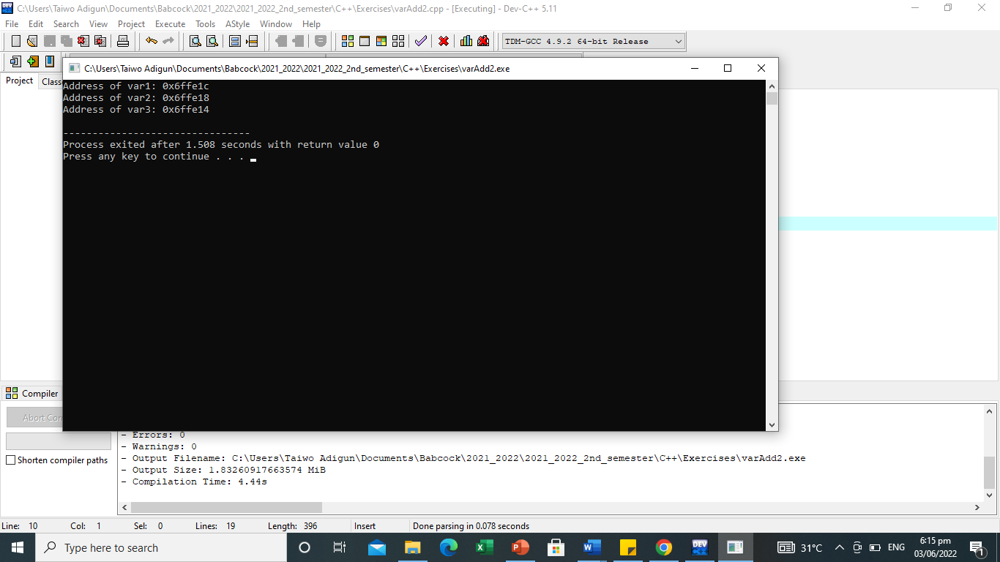 C:\Users\Taiwo Adigun\Documents\Babcock\2021_2022\2021_2022_2nd_semester\C++\Exercises\varAdd2.cpp - [Executing] - Dev-C++ 5.11
File Edit Search View Project Execute Tools AStyle Window Help
TDM-GCC 4.9.2 64-bit Release
C:\Users\Taiwo Adigun\Documents\Babcock\2021_2022\2021_2022_2nd_semester\C++\Exercises\varAdd2.exe
Project Class
Address of var1: 0x6ffe1c
Address of var2: 0x6ffe18
Address of var3: 0x6ffe14
--------------------------------
Process exited after 1.508 seconds with return value 0
Press any key to continue . . .
Compiler
Abort Con
- Errors: 0
- Warnings: 0
- Output Filename: C:\Users\Taiwo Adigun\Documents\Babcock\2021_2022\2021_2022_2nd_semester\C++\Exercises\varAdd2.exe
- Output Size: 1.83260917663574 MiB
- Compilation Time: 4.44s
Shorten compiler paths
Line: 10 Col: 1 Sel: 0 Lines: 19 Length: 396 Insert Done parsing in 0.078 seconds
Type here to search
DEV
31°C
ENG
6:15 pm
03/06/2022
1